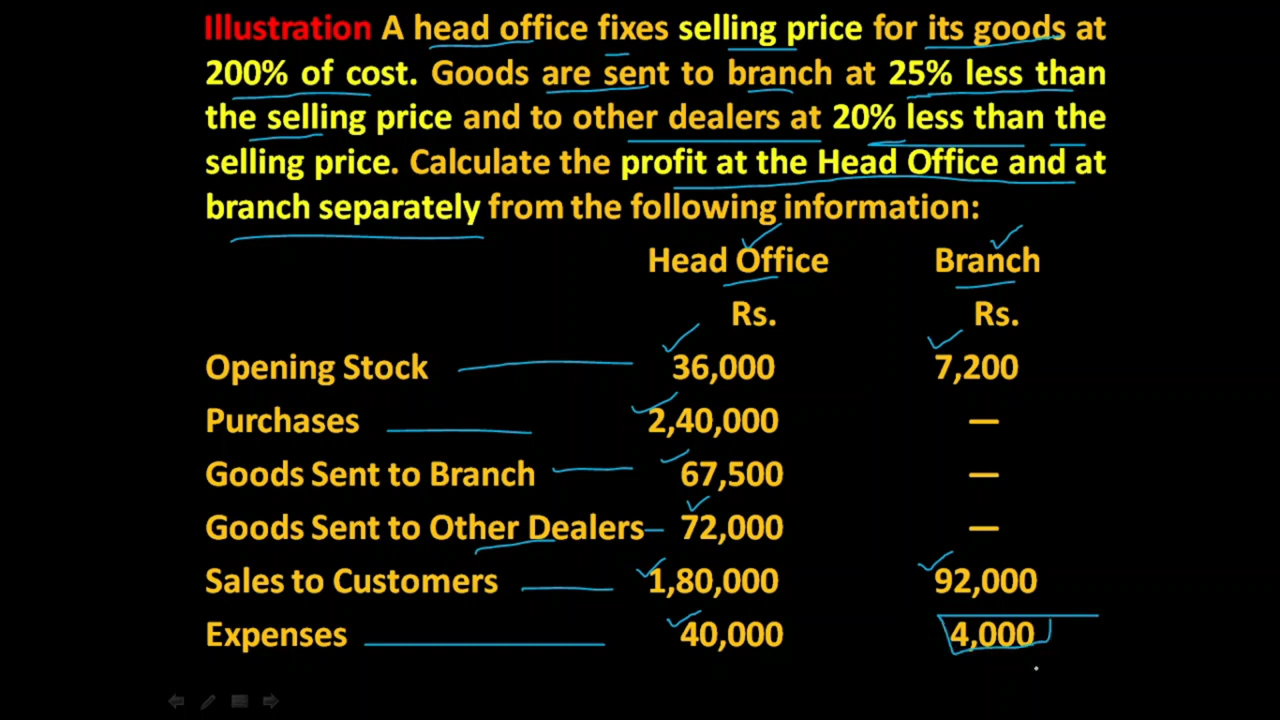 Illustration A head office fixes selling price for its goods at
200% of cost. Goods are sent to branch at 25% less than
the selling price and to other dealers at 20% less than the
selling price. Calculate the profit at the Head Office and at
branch separately from the following information:
Head Office Branch
Rs. Rs.
Opening Stock 36,000 7,200
Purchases 2,40,000 —
Goods Sent to Branch 67,500 —
Goods Sent to Other Dealers 72,000 —
Sales to Customers 1,80,000 92,000
Expenses 40,000 4,000